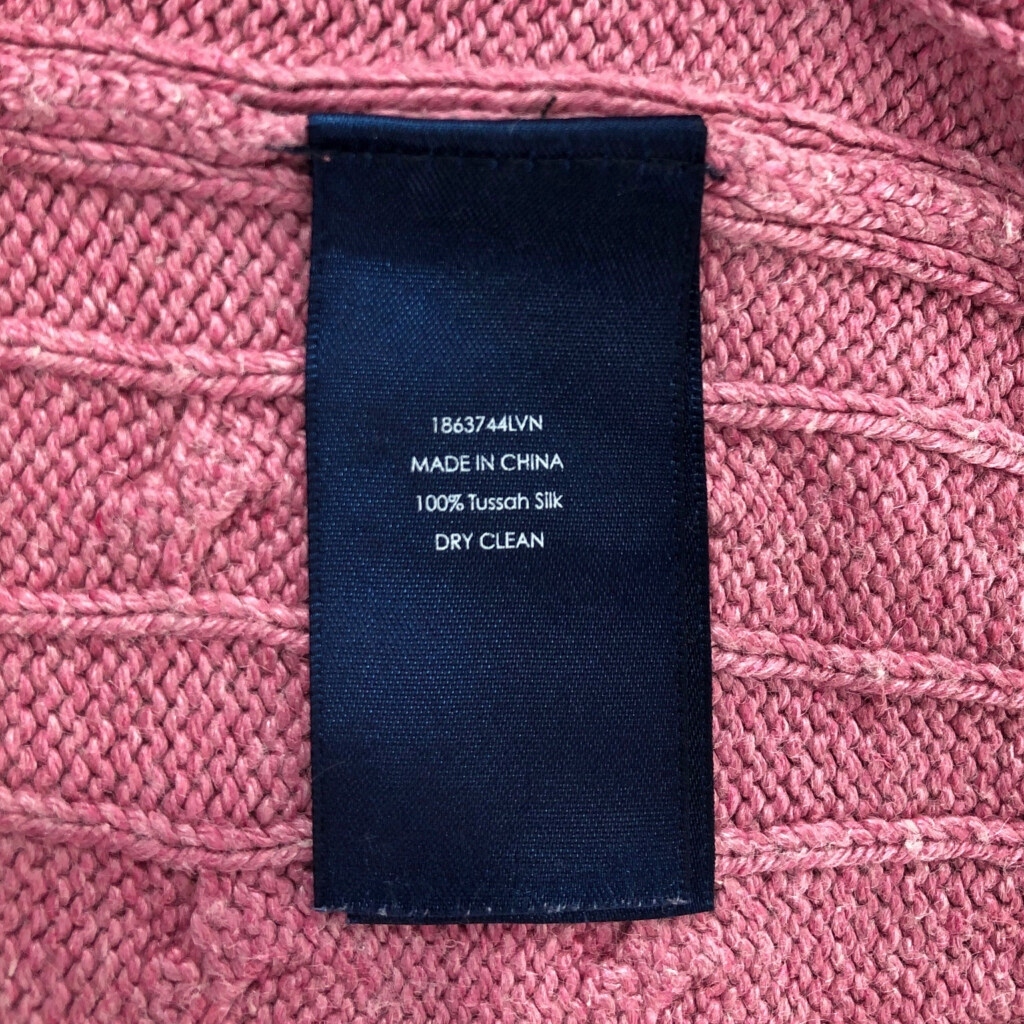 1863744LVN
MADE IN CHINA
100% Tussah Silk
DRY CLEAN